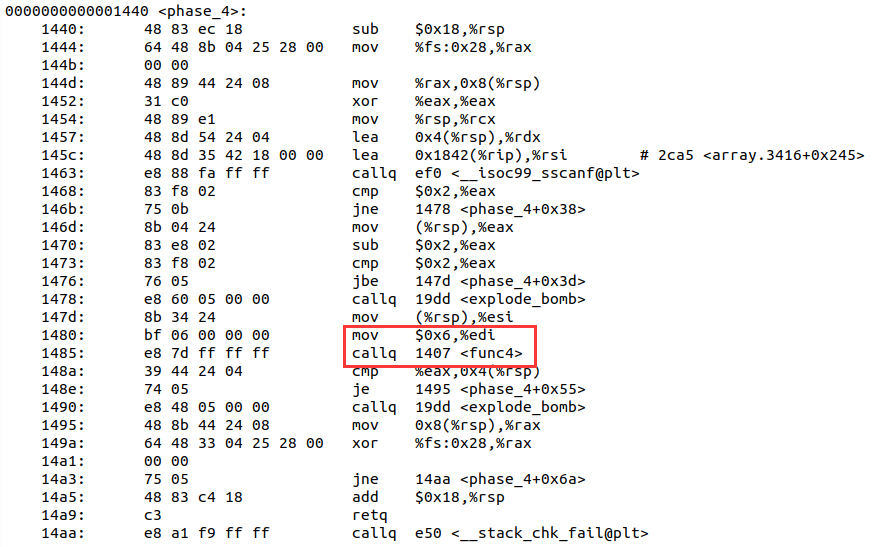 0000000000001440 <phase_4>:
1440: 48 83 ec 18 sub $0x18,%rsp
1444: 64 48 8b 04 25 28 00 mov %fs:0x28,%rax
144b: 00 00
144d: 48 89 44 24 08 mov %rax,0x8(%rsp)
1452: 31 c0 xor %eax,%eax
1454: 48 89 e1 mov %rsp,%rcx
1457: 48 8d 54 24 04 lea 0x4(%rsp),%rdx
145c: 48 8d 35 42 18 00 00 lea 0x1842(%rip),%rsi # 2ca5 <array.3416+0x245>
1463: e8 88 fa ff ff callq ef0 <__isoc99_sscanf@plt>
1468: 83 f8 02 cmp $0x2,%eax
146b: 75 0b jne 1478 <phase_4+0x38>
146d: 8b 04 24 mov (%rsp),%eax
1470: 83 e8 02 sub $0x2,%eax
1473: 83 f8 02 cmp $0x2,%eax
1476: 76 05 jbe 147d <phase_4+0x3d>
1478: e8 60 05 00 00 callq 19dd <explode_bomb>
147d: 8b 34 24 mov (%rsp),%esi
1480: bf 06 00 00 00 mov $0x6,%edi
1485: e8 7d ff ff ff callq 1407 <func4>
148a: 39 44 24 04 cmp %eax,0x4(%rsp)
148e: 74 05 je 1495 <phase_4+0x55>
1490: e8 48 05 00 00 callq 19dd <explode_bomb>
1495: 48 8b 44 24 08 mov 0x8(%rsp),%rax
149a: 64 48 33 04 25 28 00 xor %fs:0x28,%rax
14a1: 00 00
14a3: 75 05 jne 14aa <phase_4+0x6a>
14a5: 48 83 c4 18 add $0x18,%rsp
14a9: c3 retq
14aa: e8 a1 f9 ff ff callq e50 <__stack_chk_fail@plt>